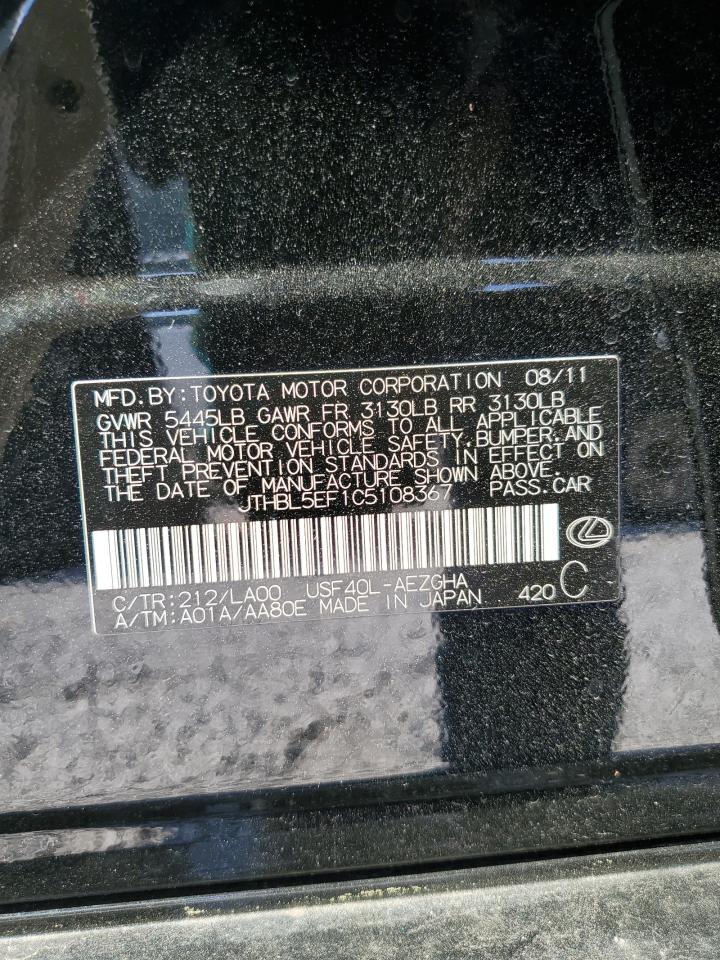 MFD. BY: TOYOTA MOTOR CORPORATION 08/11
GVWR 5445LB GAWR FR 3130LB RR 3130LB
THIS VEHICLE CONFORMS TO ALL APPLICABLE
FEDERAL MOTOR VEHICLE SAFETY, BUMPER, AND
THEFT PREVENTION STANDARDS IN EFFECT ON
THE DATE OF MANUFACTURE SHOWN ABOVE.
JTHBL5EF1C5108367 PASS. CAR
C/TR: 212/LA00 USF40L-AEZGHA
A/TM: A01A/AA80E MADE IN JAPAN 420 C